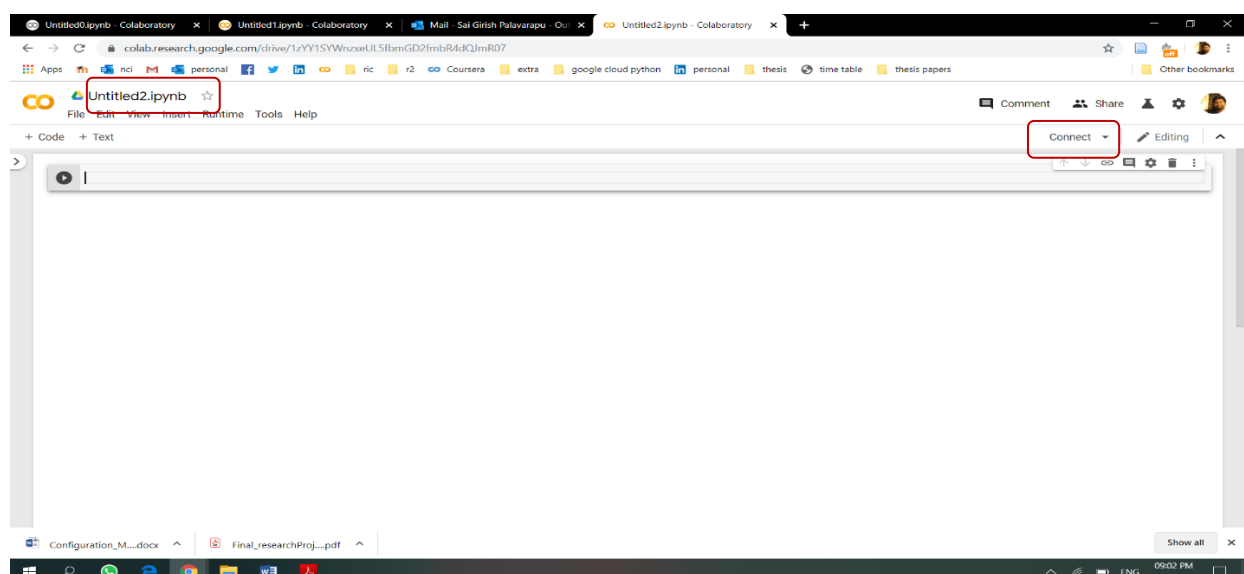 Untitled0.ipynb - Colaboratory Untitled1.ipynb - Colaboratory Mail - Sai Girish Palavarapu - Out Untitled2.ipynb - Colaboratory
colab.research.google.com/drive/1zYY1SYWnzxeUL5fbmGD2fmbR4dQJmR07
Apps nci personal ric r2 Coursera extra google cloud python personal thesis time table thesis papers Other bookmarks
Untitled2.ipynb
Comment Share
File Edit View Insert Runtime Tools Help
+ Code + Text Connect Editing
Configuration_M....docx Final_researchProj....pdf Show all
ENG 09:02 PM